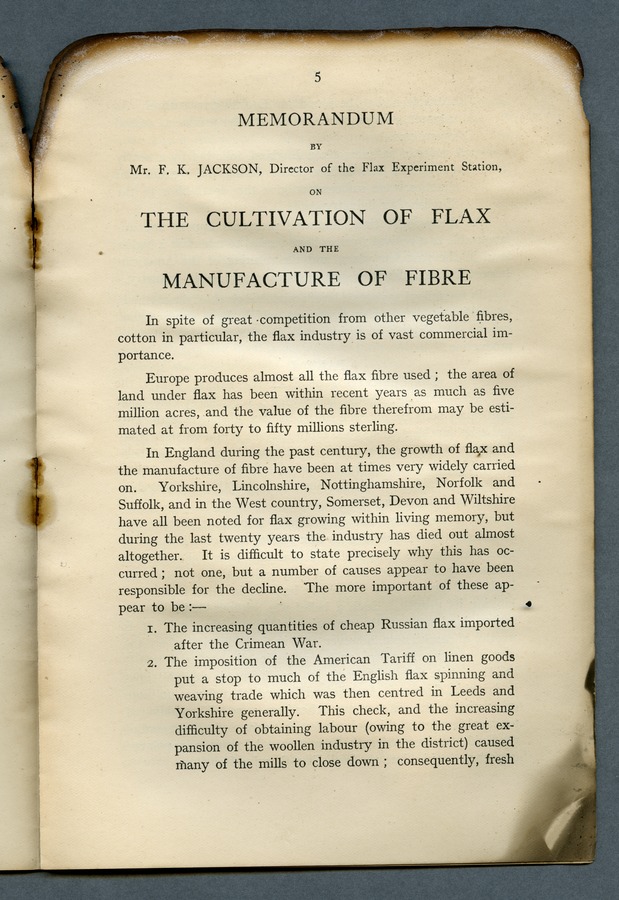 5
MEMORANDUM
BY
Mr. F. K. JACKSON, Director of the Flax Experiment Station,
ON
THE CULTIVATION OF FLAX
AND THE
MANUFACTURE OF FIBRE
In spite of great competition from other vegetable fibres,
cotton in particular, the flax industry is of vast commercial im-
portance.
Europe produces almost all the flax fibre used ; the area of
land under flax has been within recent years as much as five
million acres, and the value of the fibre therefrom may be esti-
mated at from forty to fifty millions sterling.
In England during the past century, the growth of flax and
the manufacture of fibre have been at times very widely carried
on. Yorkshire, Lincolnshire, Nottinghamshire, Norfolk and
Suffolk, and in the West country, Somerset, Devon and Wiltshire
have all been noted for flax growing within living memory, but
during the last twenty years the industry has died out almost
altogether. It is difficult to state precisely why this has oc-
curred ; not one, but a number of causes appear to have been
responsible for the decline. The more important of these ap-
pear to be :—
1. The increasing quantities of cheap Russian flax imported
after the Crimean War.
2. The imposition of the American Tariff on linen goods
put a stop to much of the English flax spinning and
weaving trade which was then centred in Leeds and
Yorkshire generally. This check, and the increasing
difficulty of obtaining labour (owing to the great ex-
pansion of the woollen industry in the district) caused
many of the mills to close down ; consequently, fresh